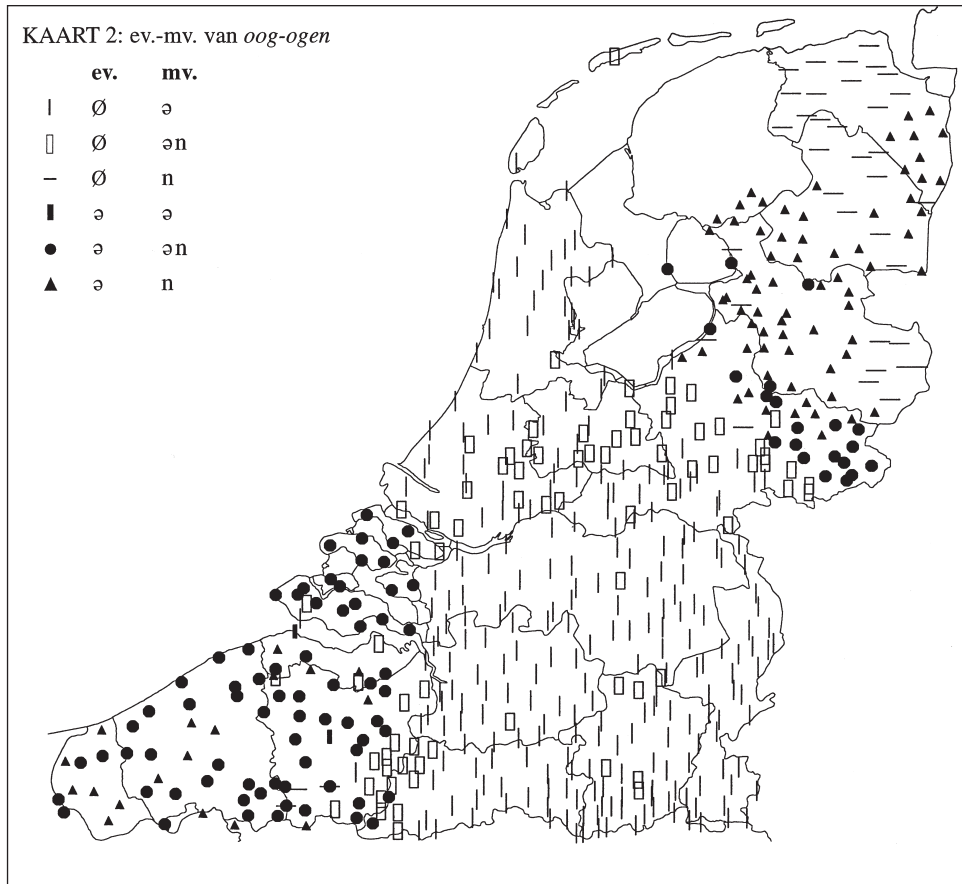 KAART 2: ev.-mv. van oog-ogen
ev. mv.
Ø ə
Ø ən
Ø n
ə ə
ə ən
ə n